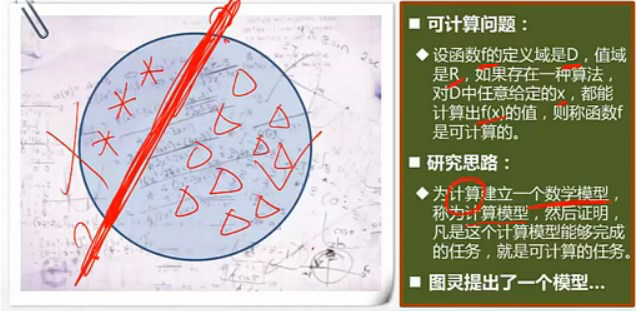 ■ 可计算问题：
◆ 设函数f的定义域是D，值域
是R，如果存在一种算法，
对D中任意给定的x，都能
计算出f(x)的值，则称函数f
是可计算的。
■ 研究思路：
◆ 为计算建立一个数学模型，
称为计算模型，然后证明，
凡是这个计算模型能够完成
的任务，就是可计算的任务。
■ 图灵提出了一个模型…